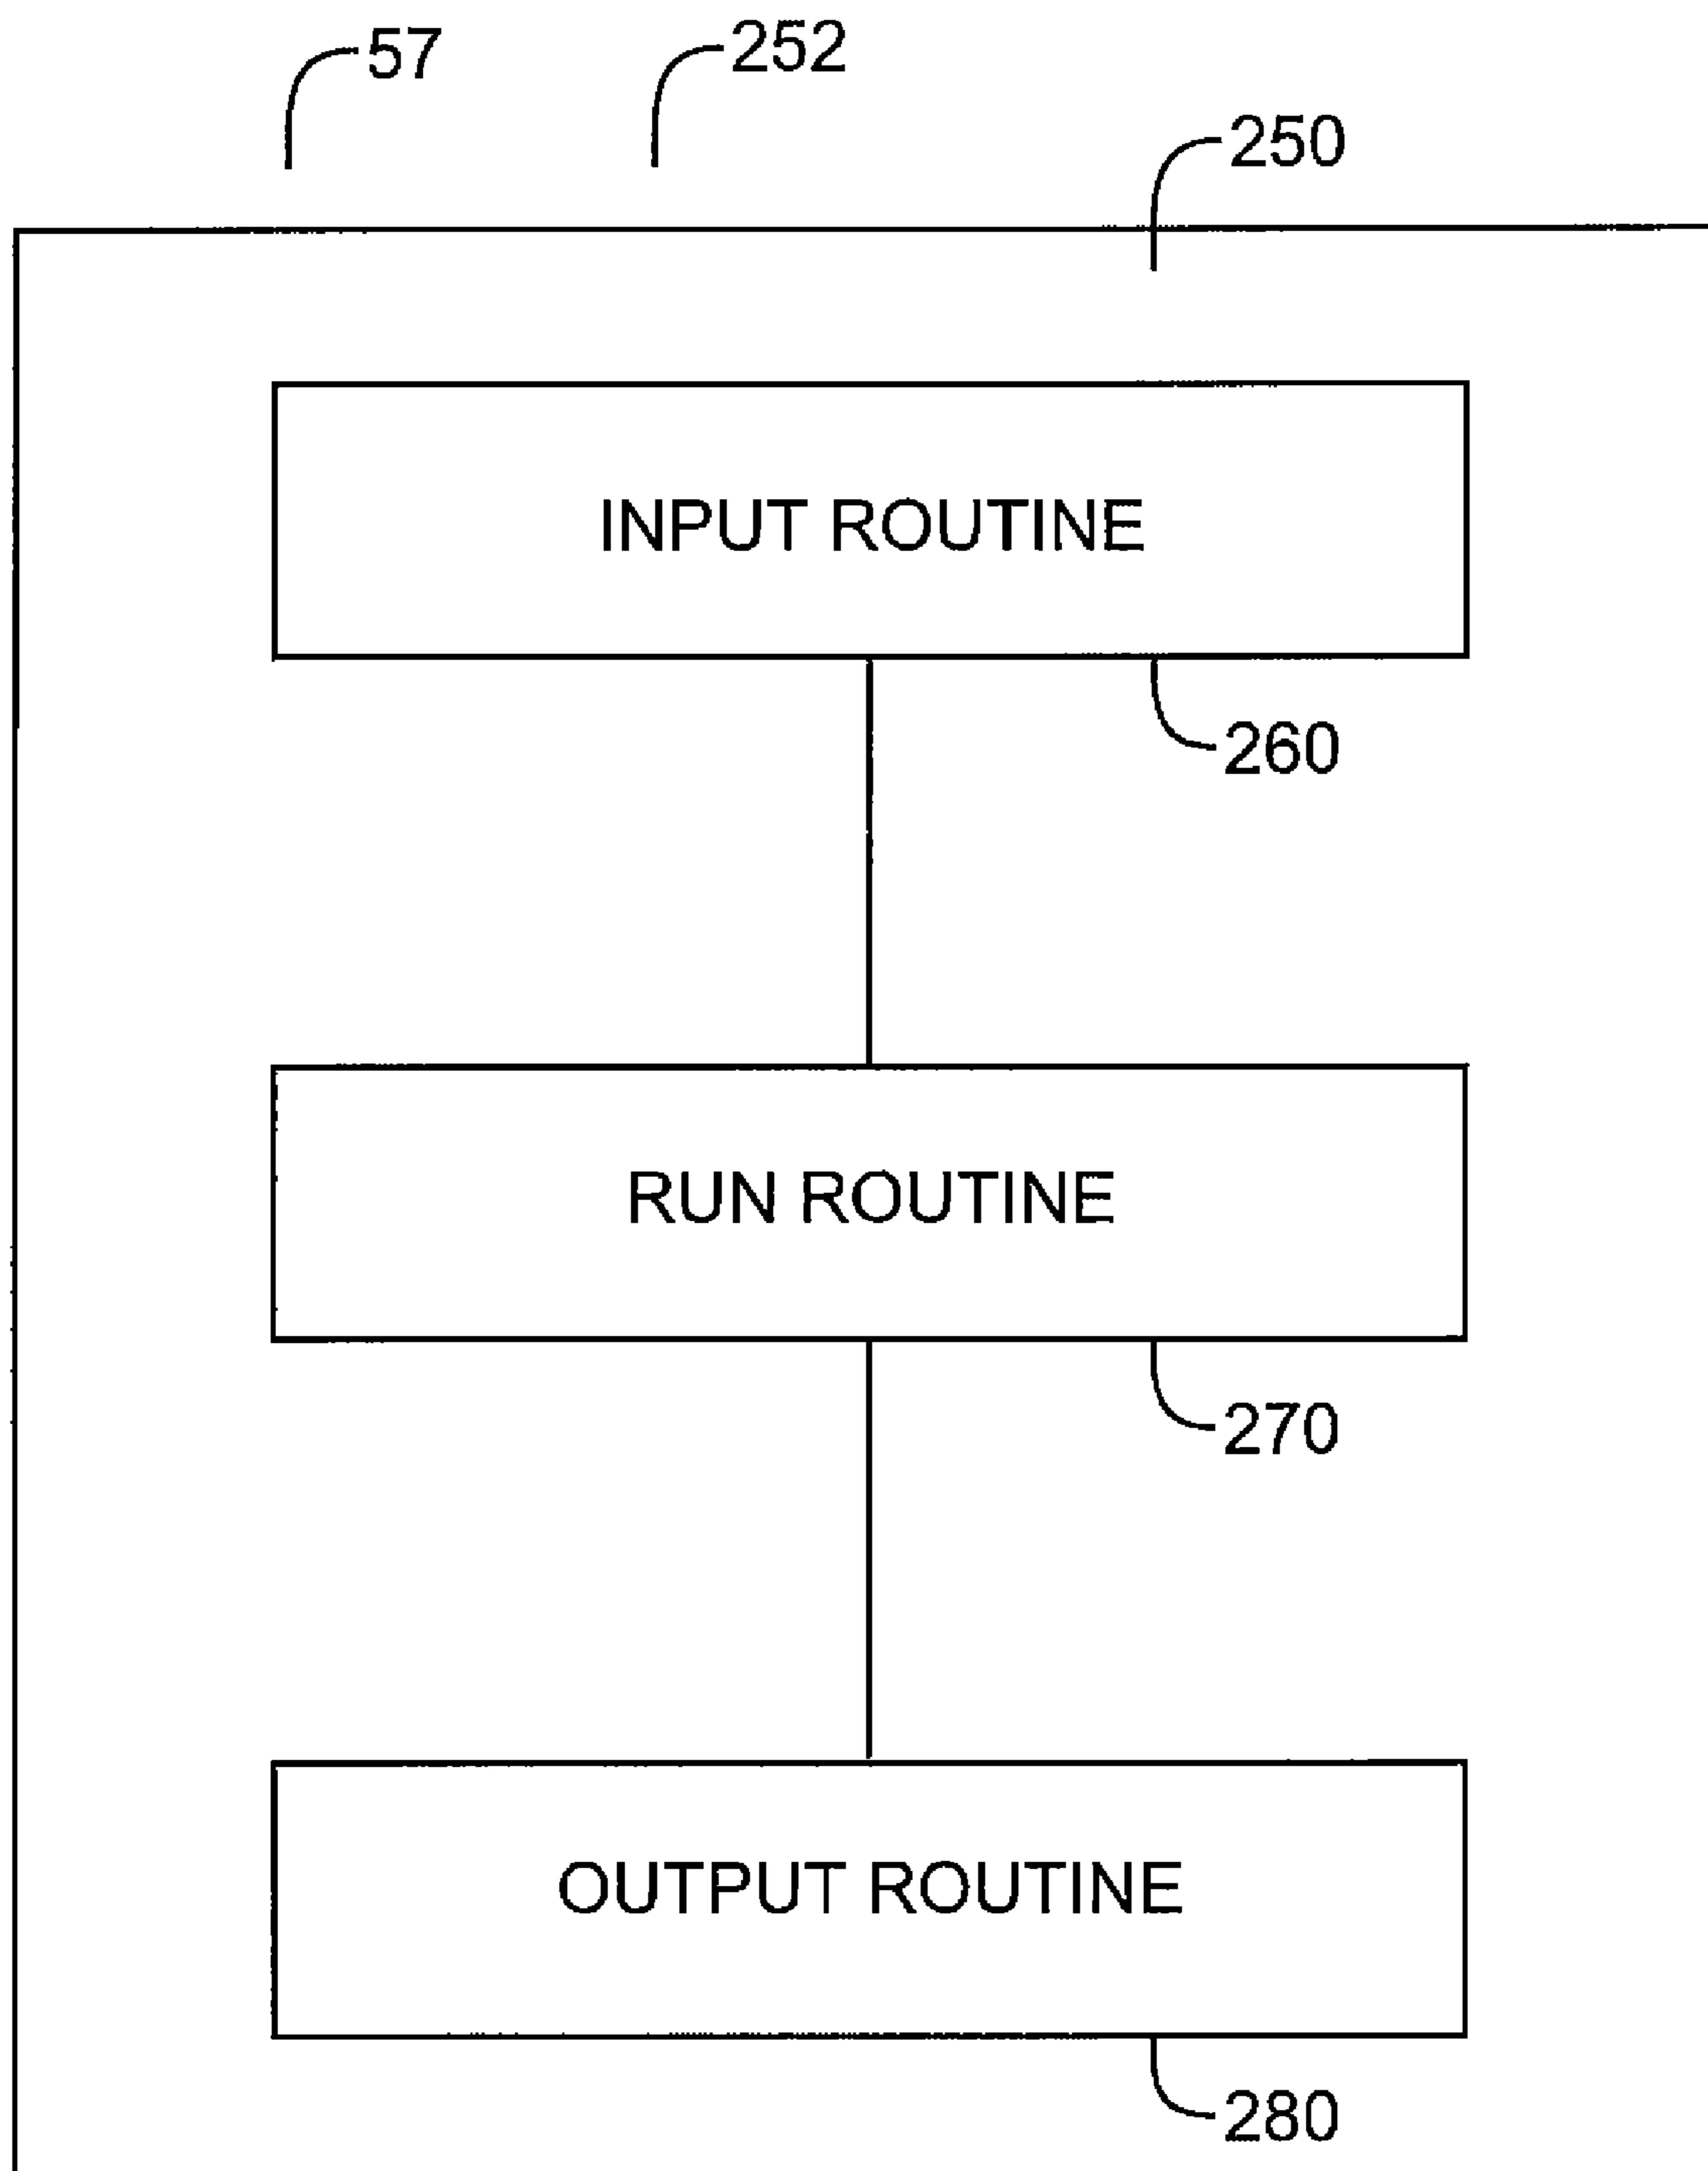 57
252
250
INPUT ROUTINE
260
RUN ROUTINE
270
OUTPUT ROUTINE
280